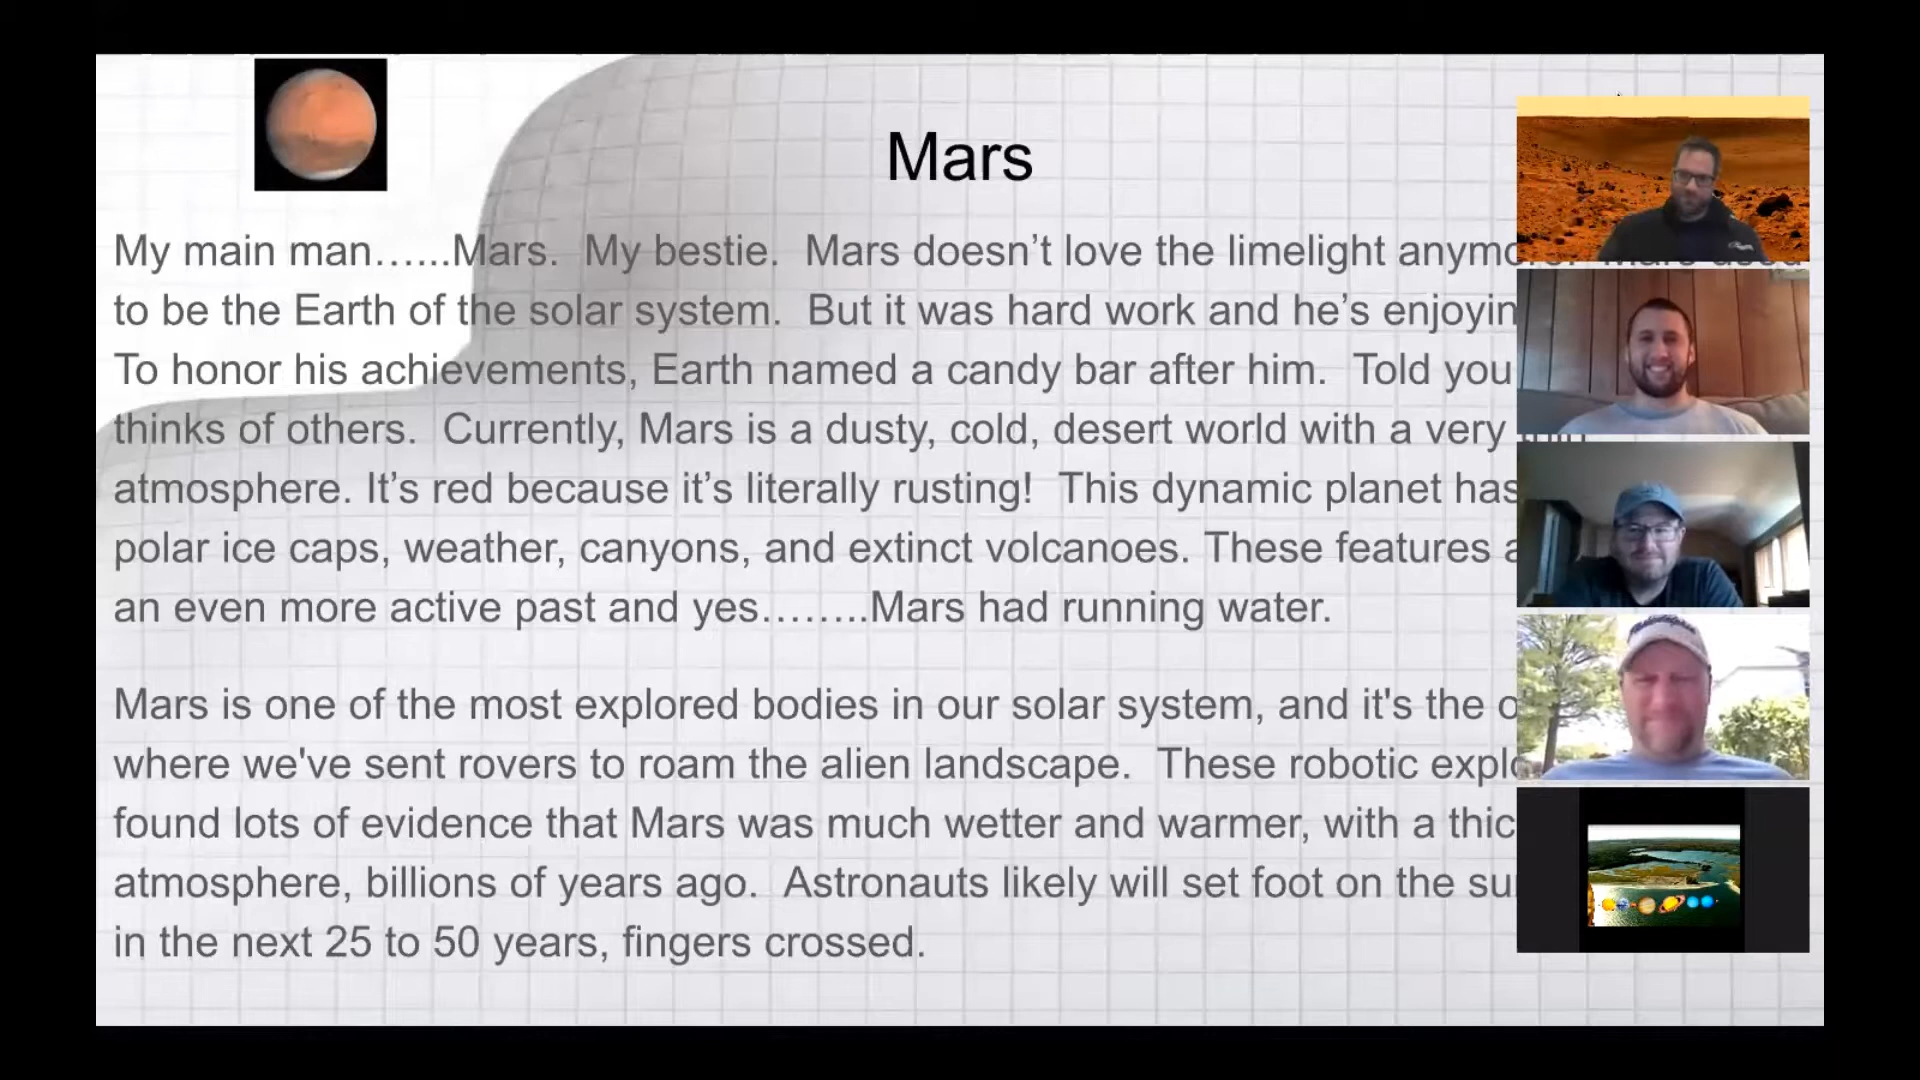 Mars
My main man…...Mars. My bestie. Mars doesn’t love the limelight anymore. Mars used
to be the Earth of the solar system. But it was hard work and he’s
To honor his achievements, Earth named a candy bar after him. Told you
thinks of others. Currently, Mars is a dusty, cold, desert world with a very thin
atmosphere. It’s red because it’s literally rusting! This dynamic planet has
polar ice caps, weather, canyons, and extinct volcanoes. These features
an even more active past and yes……..Mars had running water.
Mars is one of the most explored bodies in our solar system, and it's the
where we've sent rovers to roam the alien landscape. These robotic
found lots of evidence that Mars was much wetter and warmer, with a
atmosphere, billions of years ago. Astronauts likely will set foot on the
in the next 25 to 50 years, fingers crossed.